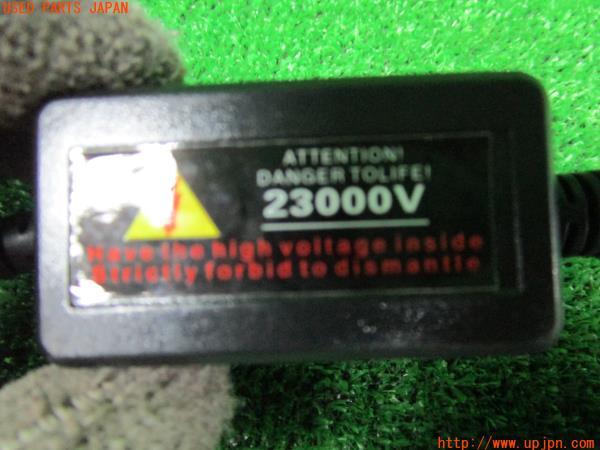 USED PARTS JAPAN
ATTENTION!
DANGER TOLIFE!
23000V
Have the high voltage inside
Strictly forbid to dismantle
http://www.upjpn.com/